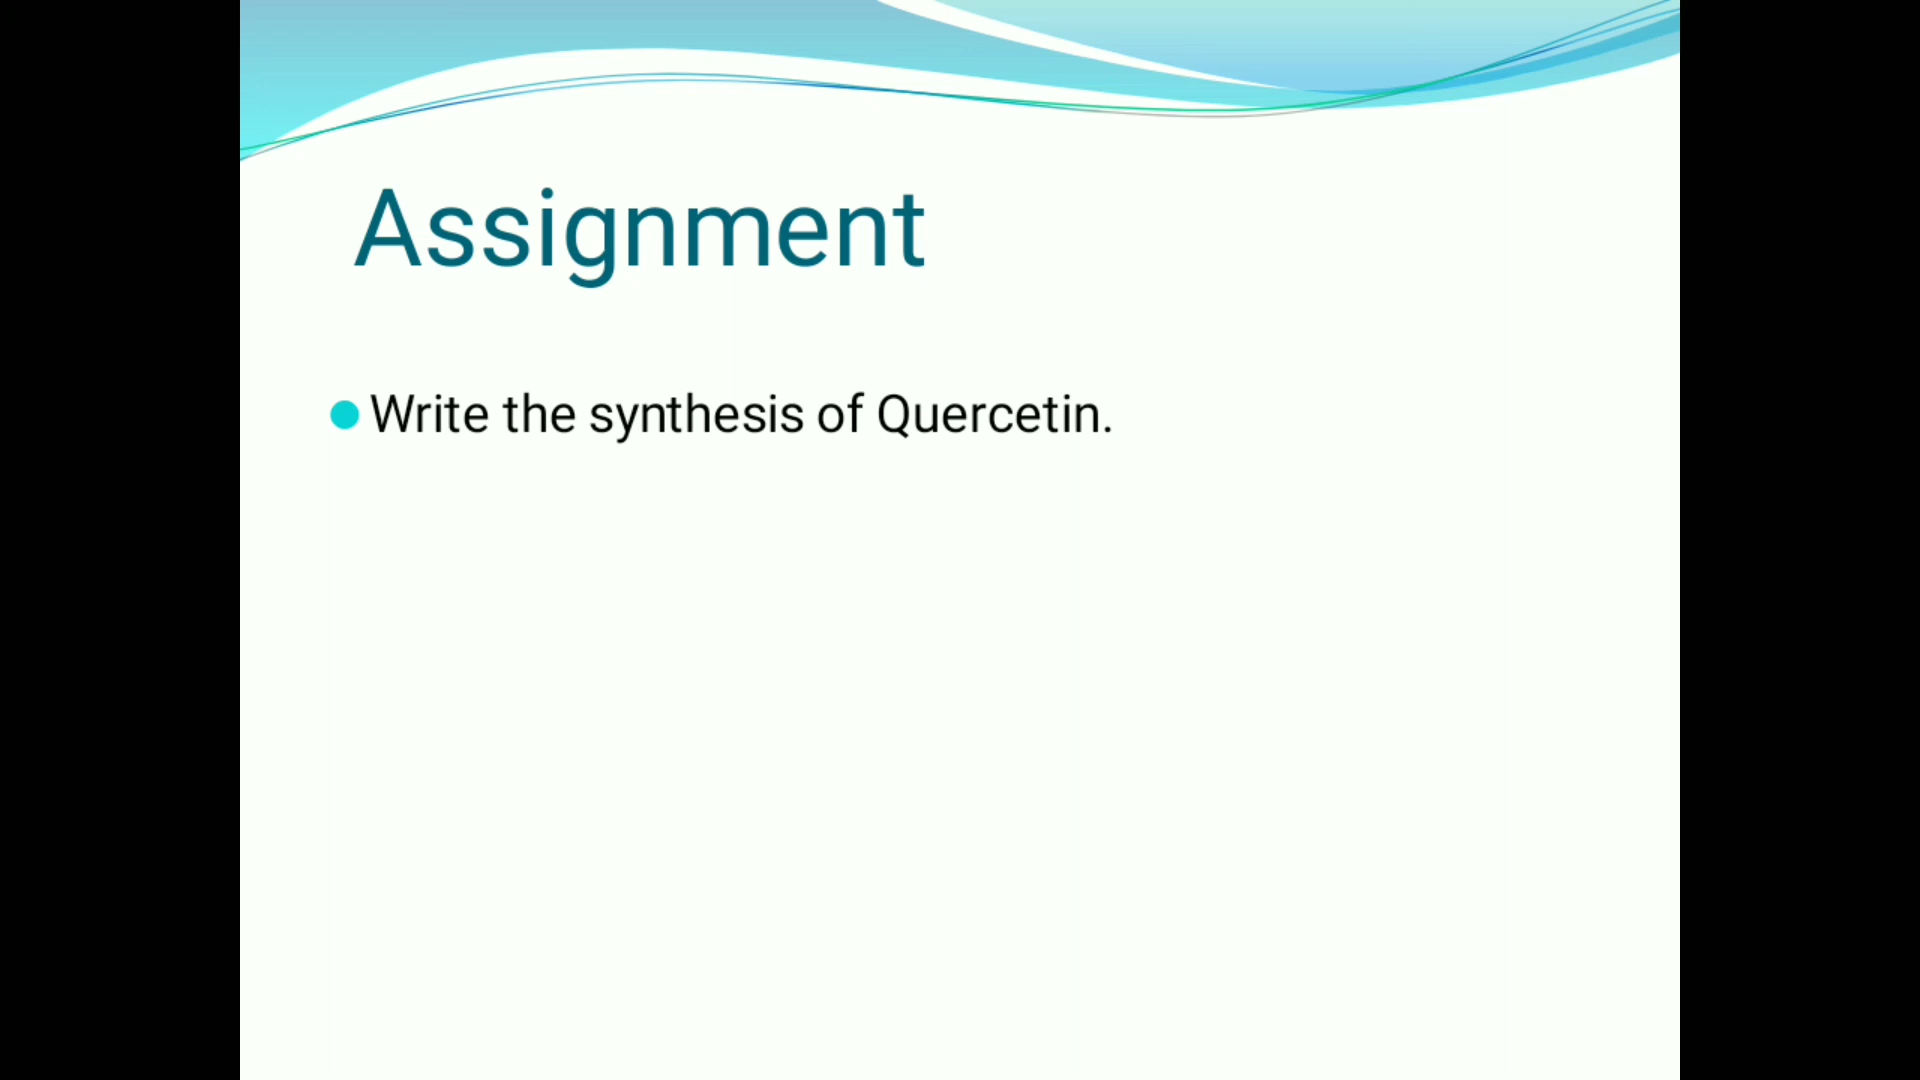 Assignment
Write the synthesis of Quercetin.